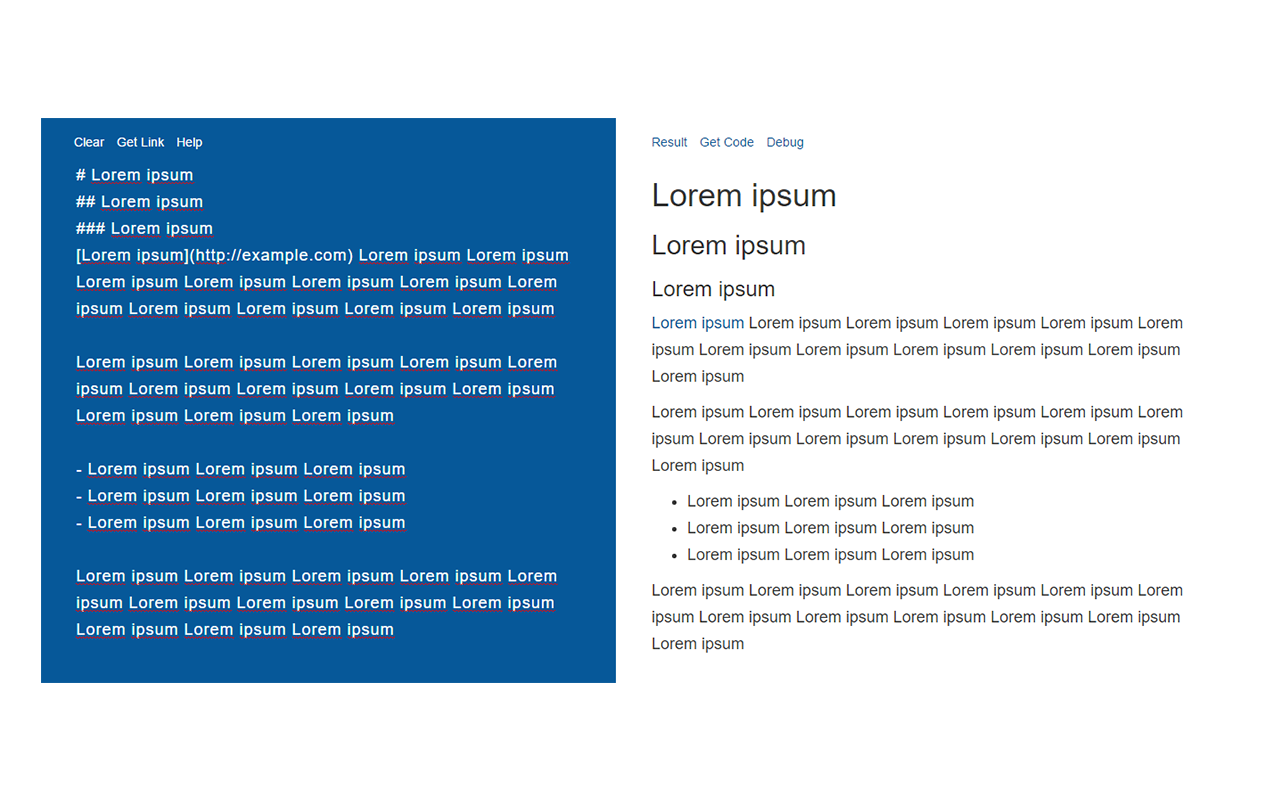 Clear Get Link Help
# Lorem ipsum
## Lorem ipsum
### Lorem ipsum
[Lorem ipsum](http://example.com) Lorem ipsum Lorem ipsum
Lorem ipsum Lorem ipsum Lorem ipsum Lorem ipsum Lorem
ipsum Lorem ipsum Lorem ipsum Lorem ipsum Lorem ipsum
Lorem ipsum Lorem ipsum Lorem ipsum Lorem ipsum Lorem
ipsum Lorem ipsum Lorem ipsum Lorem ipsum Lorem ipsum
Lorem ipsum Lorem ipsum Lorem ipsum
- Lorem ipsum Lorem ipsum Lorem ipsum
- Lorem ipsum Lorem ipsum Lorem ipsum
- Lorem ipsum Lorem ipsum Lorem ipsum
Lorem ipsum Lorem ipsum Lorem ipsum Lorem ipsum Lorem
ipsum Lorem ipsum Lorem ipsum Lorem ipsum Lorem ipsum
Lorem ipsum Lorem ipsum Lorem ipsum
Result Get Code Debug
Lorem ipsum
Lorem ipsum
Lorem ipsum
Lorem ipsum Lorem ipsum Lorem ipsum Lorem ipsum Lorem ipsum Lorem
ipsum Lorem ipsum Lorem ipsum Lorem ipsum Lorem ipsum Lorem ipsum
Lorem ipsum
Lorem ipsum Lorem ipsum Lorem ipsum Lorem ipsum Lorem ipsum Lorem
ipsum Lorem ipsum Lorem ipsum Lorem ipsum Lorem ipsum Lorem ipsum
Lorem ipsum
• Lorem ipsum Lorem ipsum Lorem ipsum
• Lorem ipsum Lorem ipsum Lorem ipsum
• Lorem ipsum Lorem ipsum Lorem ipsum
Lorem ipsum Lorem ipsum Lorem ipsum Lorem ipsum Lorem ipsum Lorem
ipsum Lorem ipsum Lorem ipsum Lorem ipsum Lorem ipsum Lorem ipsum
Lorem ipsum